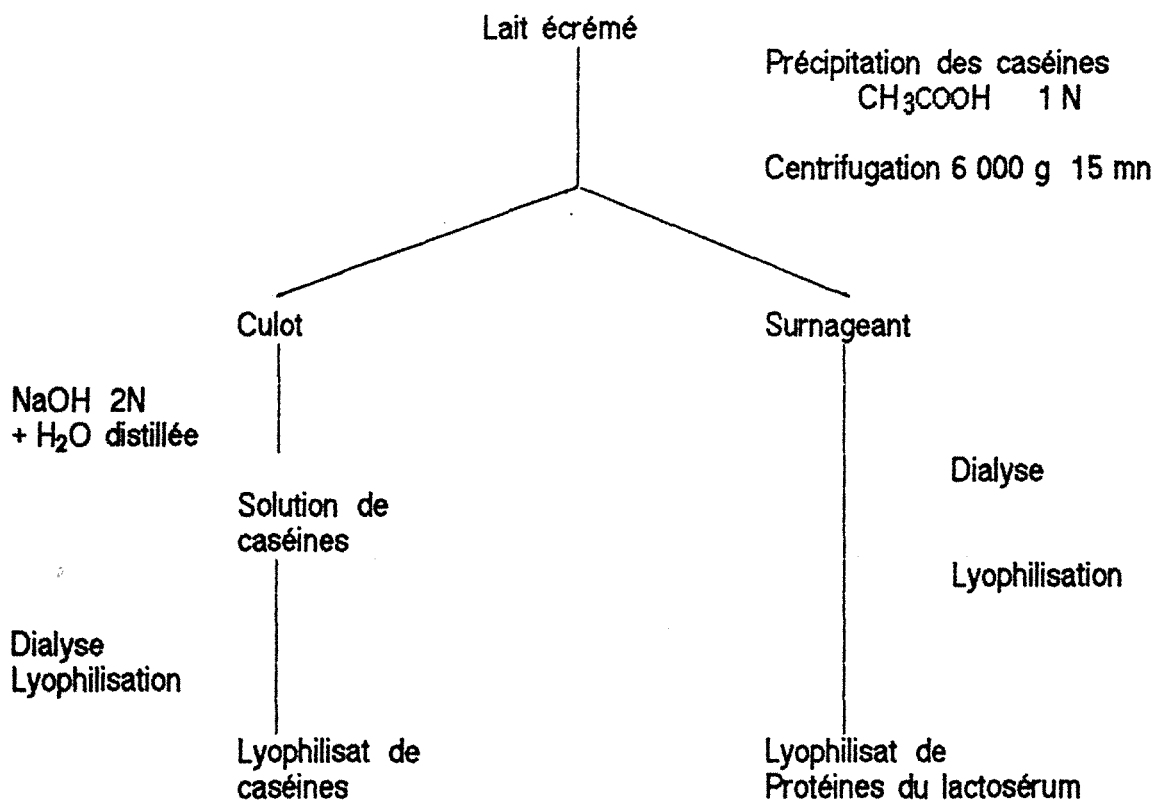 Lait écrémé
Précipitation des caséines
CH₃COOH 1 N
Centrifugation 6 000 g 15 mn
Culot
Surnageant
NaOH 2N
+ H₂O distillée
Solution de
caséines
Dialyse
Lyophilisation
Dialyse
Lyophilisation
Lyophilisat de
caséines
Lyophilisat de
Protéines du lactosérum